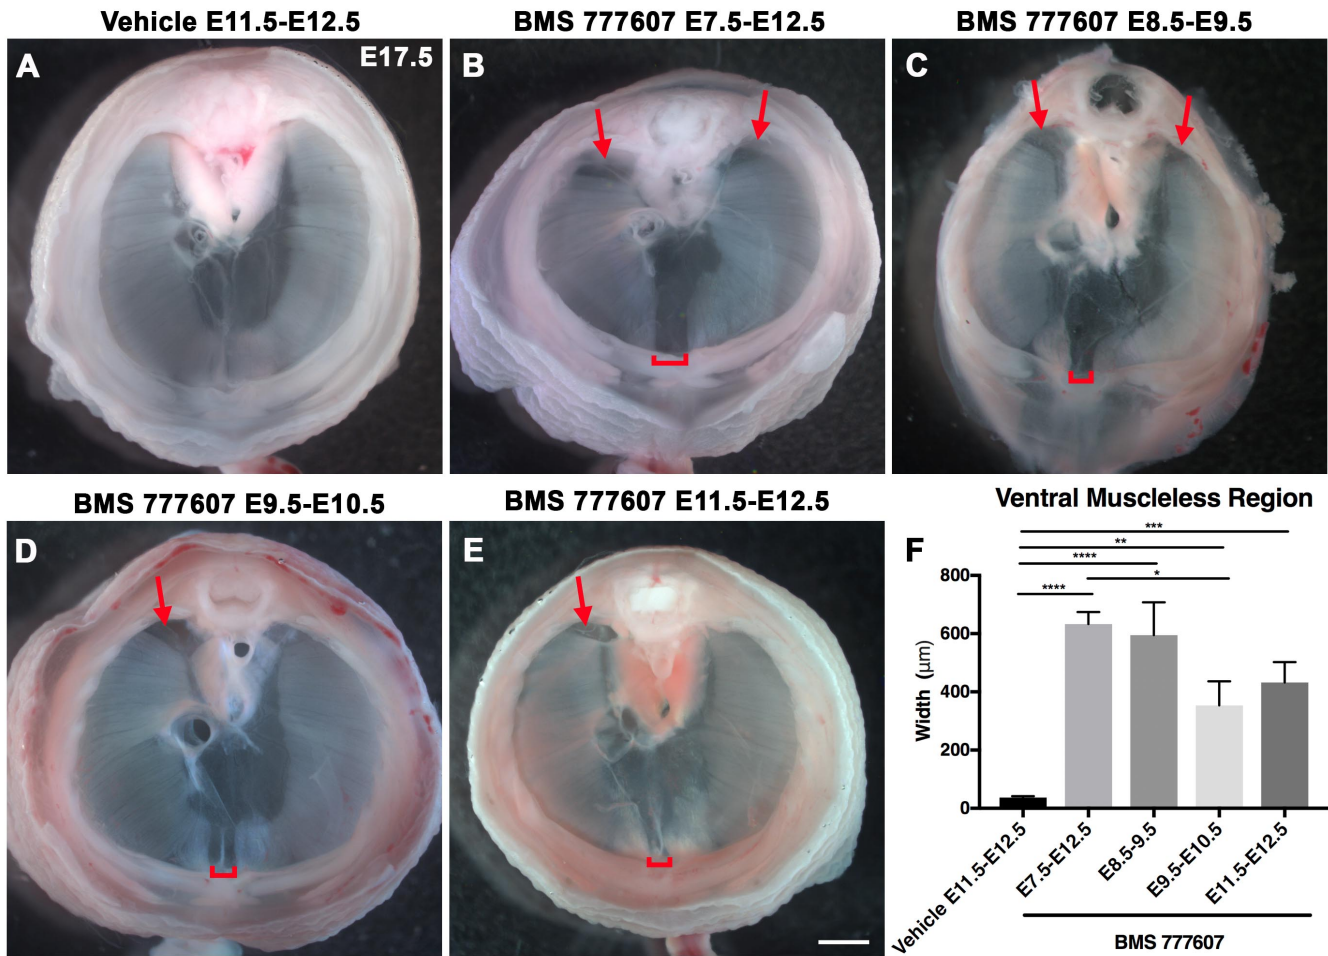 Vehicle E11.5-E12.5
BMS 777607 E7.5-E12.5
BMS 777607 E8.5-E9.5
A
E17.5
B
C
BMS 777607 E9.5-E10.5
BMS 777607 E11.5-E12.5
D
E
F
Ventral Muscleless Region
***
**
****
**** *
Width (μm)
800
600
400
200
0
Vehicle E11.5-E12.5
E7.5-E12.5
E8.5-9.5
E9.5-E10.5
E11.5-E12.5
BMS 777607